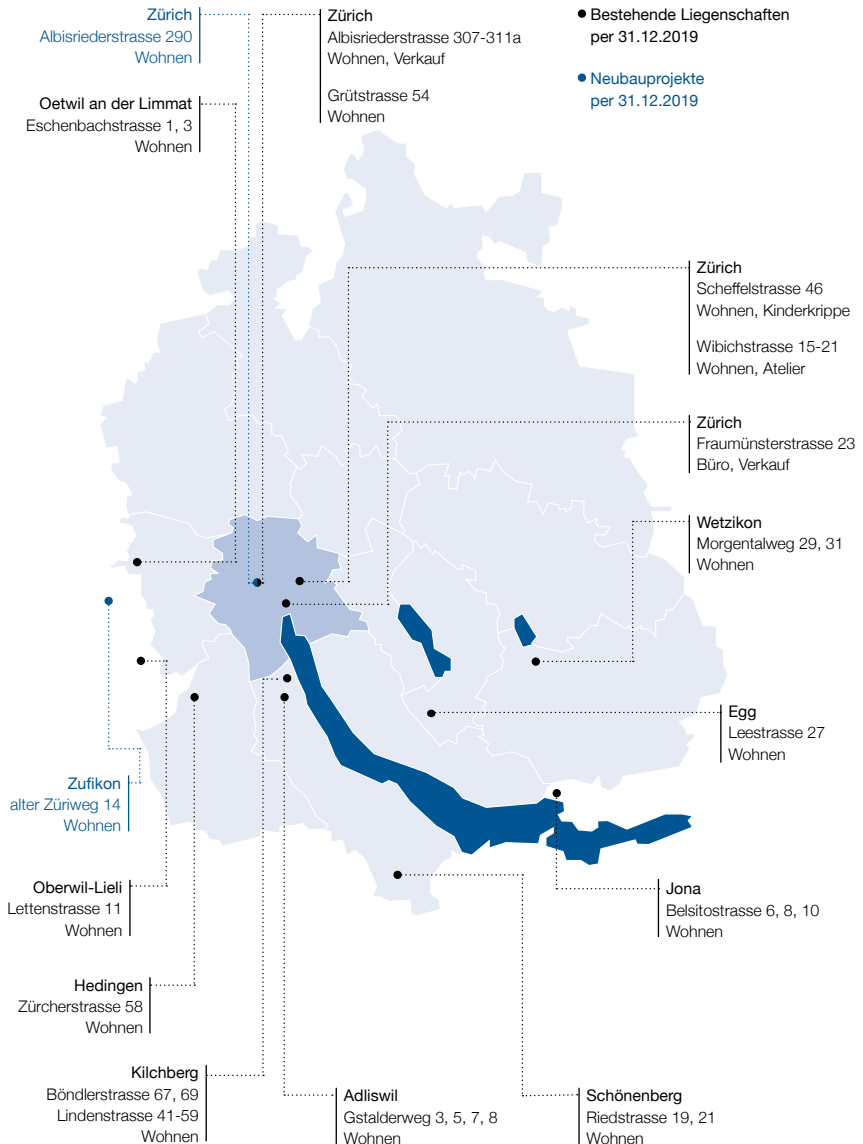 Zürich
Albisriederstrasse 290
Wohnen
Zürich
Albisriederstrasse 307-311a
Wohnen, Verkauf
Grütstrasse 54
Wohnen
Bestehende Liegenschaften
per 31.12.2019
Neubauprojekte
per 31.12.2019
Oetwil an der Limmat
Eschenbachstrasse 1, 3
Wohnen
Zürich
Scheffelstrasse 46
Wohnen, Kinderkrippe
Wibichstrasse 15-21
Wohnen, Atelier
Zürich
Fraumünsterstrasse 23
Büro, Verkauf
Wetzikon
Morgentalweg 29, 31
Wohnen
Egg
Leestrasse 27
Wohnen
Zufikon
alter Züriweg 14
Wohnen
Oberwil-Lieli
Lettenstrasse 11
Wohnen
Jona
Belsitostrasse 6, 8, 10
Wohnen
Hedingen
Zürcherstrasse 58
Wohnen
Kilchberg
Böndlerstrasse 67, 69
Lindenstrasse 41-59
Wohnen
Adliswil
Gstalderweg 3, 5, 7, 8
Wohnen
Schönenberg
Riedstrasse 19, 21
Wohnen